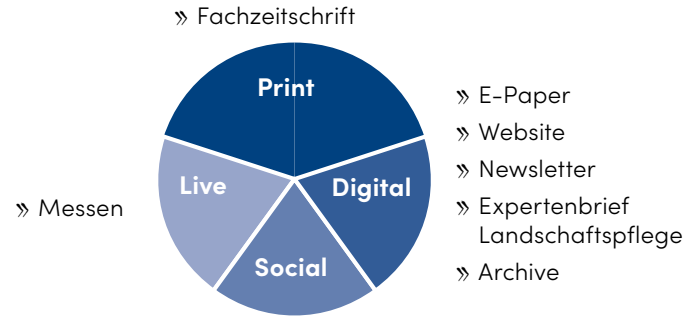 » Fachzeitschrift
Print
» E-Paper
» Website
» Newsletter
» Expertenbrief
Landschaftspflege
» Archive
Digital
Social
Live
» Messen